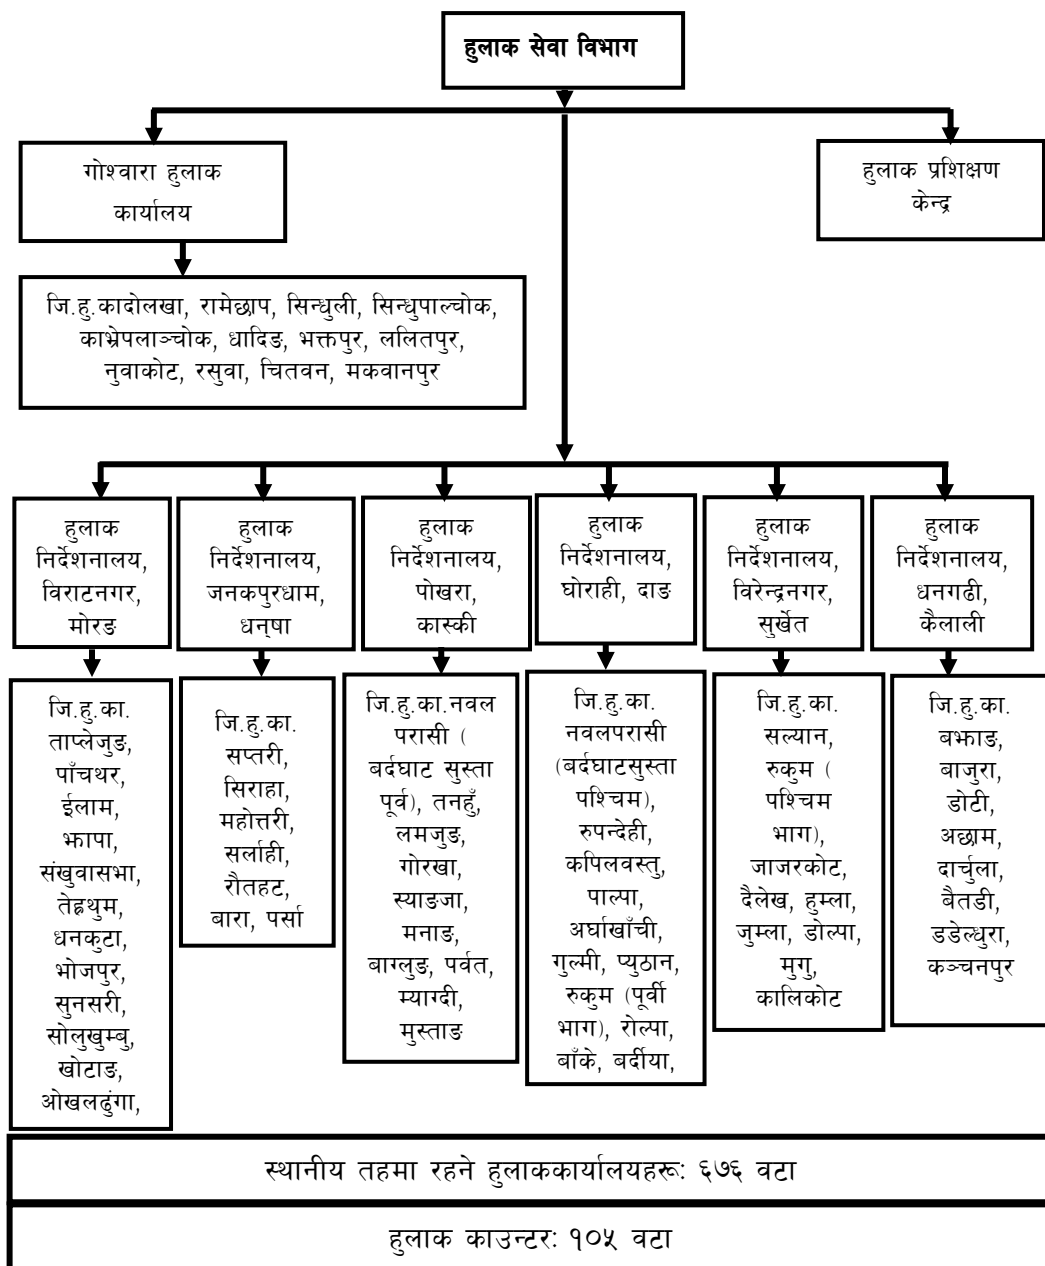 हुलाक सेवा विभाग
गोश्वारा हुलाक
कार्यालय
हुलाक प्रशिक्षण
केन्द्र
जि.हु.कादोलखा, रामेछाप, सिन्धुली, सिन्धुपाल्चोक,
काभ्रेपलाञ्चोक, धादिङ, भक्तपुर, ललितपुर,
नुवाकोट, रसुवा, चितवन, मकवानपुर
हुलाक
निर्देशनालय,
विराटनगर,
मोरङ
हुलाक
निर्देशनालय,
जनकपुरधाम,
धन्‌षा
हुलाक
निर्देशनालय,
पोखरा,
कास्की
हुलाक
निर्देशनालय,
घोराही, दाङ
हुलाक
निर्देशनालय,
विरेन्द्रनगर,
सुर्खेत
हुलाक
निर्देशनालय,
धनगढी,
कैलाली
जि.हु.का.
ताप्लेजुङ,
पाँचथर,
ईलाम,
झापा,
संखुवासभा,
तेह्रथुम,
धनकुटा,
भोजपुर,
सुनसरी,
सोलुखुम्बु,
खोटाङ,
ओखलढुंगा,
जि.हु.का.
सप्तरी,
सिराहा,
महोत्तरी,
सर्लाही,
रौतहट,
बारा, पर्सा
जि.हु.का.नवल
परासी (
बर्दघाट सुस्ता
पूर्व), तनहुँ,
लमजुङ,
गोरखा,
स्याङजा,
मनाङ,
बाग्लुङ, पर्वत,
म्याग्दी,
मुस्ताङ
जि.हु.का.
नवलपरासी
(बर्दघाटसुस्ता
पश्चिम),
रुपन्देही,
कपिलवस्तु,
पाल्पा,
अर्घाखाँची,
गुल्मी, प्युठान,
रुकुम (पूर्वी
भाग), रोल्पा,
बाँके, बर्दीया,
जि.हु.का.
सल्यान,
रुकुम (
पश्चिम
भाग),
जाजरकोट,
दैलेख, हुम्ला,
जुम्ला, डोल्पा,
मुगु,
कालिकोट
जि.हु.का.
बझाङ,
बाजुरा,
डोटी,
अछाम,
दार्चुला,
बैतडी,
डडेल्धुरा,
कञ्चनपुर
स्थानीय तहमा रहने हुलाककार्यालयहरू: ६७६ वटा
हुलाक काउन्टर: १०५ वटा